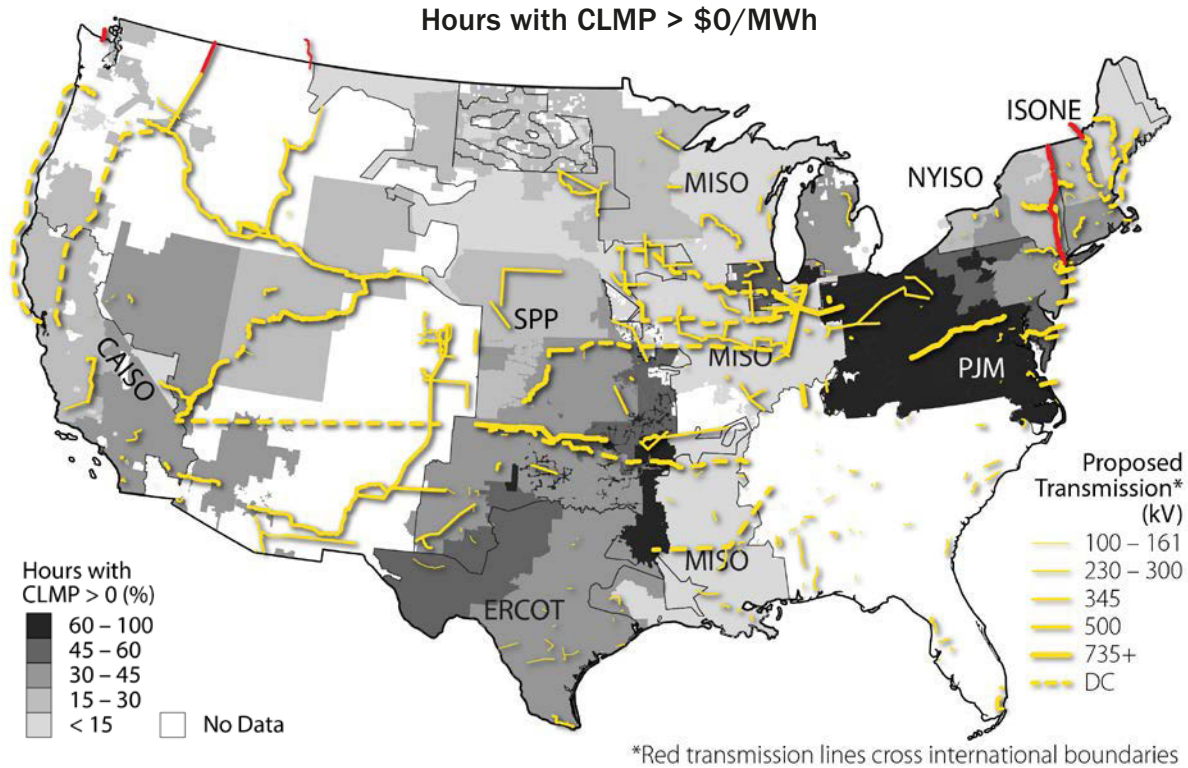 Hours with CLMP > $0/MWh
ISONE
NYISO
MISO
SPP
MISO
CAISO
PJM
MISO
ERCOT
Hours with
CLMP > 0 (%)
60 – 100
45 – 60
30 – 45
15 – 30
< 15
No Data
Proposed
Transmission*
(kV)
100 – 161
230 – 300
345
500
735+
DC
*Red transmission lines cross international boundaries